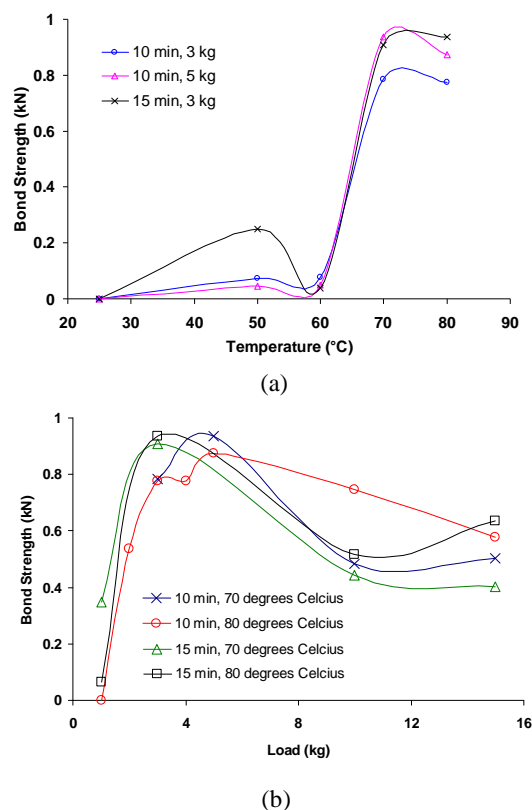 10 min, 3 kg
10 min, 5 kg
15 min, 3 kg
Bond Strength (kN)
1
0.8
0.6
0.4
0.2
0
20 30 40 50 60 70 80 90
Temperature (°C)
(a)
Bond Strength (kN)
1
0.8
0.6
0.4
0.2
0
10 min, 70 degrees Celcius
10 min, 80 degrees Celcius
15 min, 70 degrees Celcius
15 min, 80 degrees Celcius
0 4 8 12 16
Load (kg)
(b)